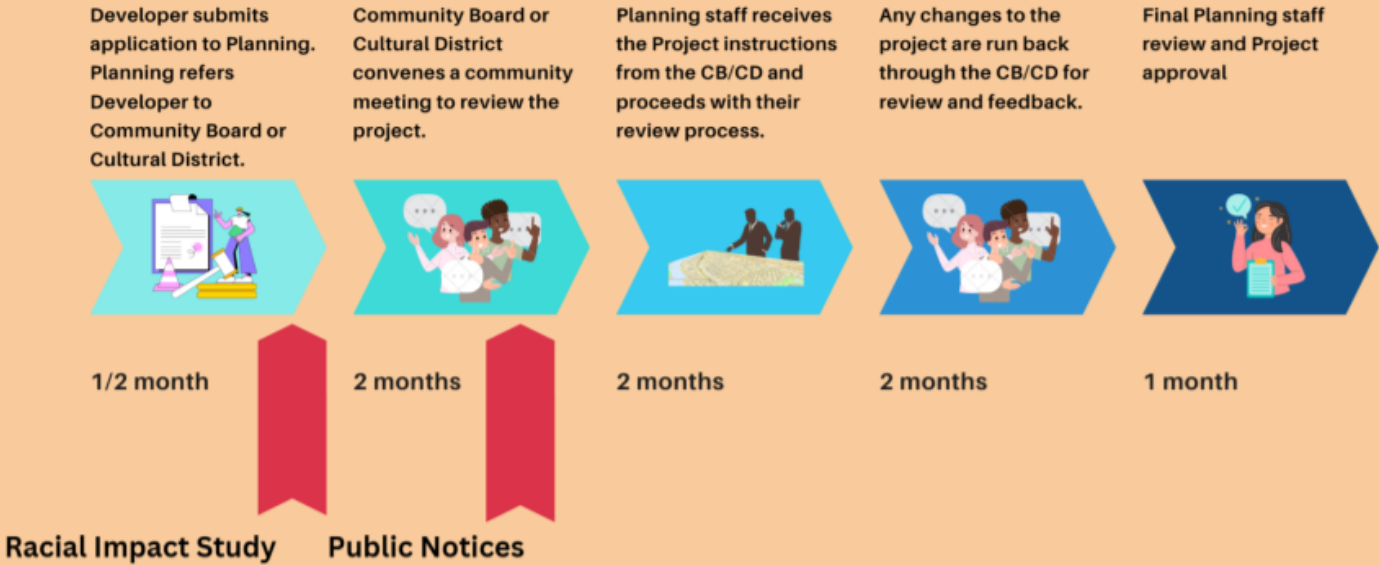 Developer submits
application to Planning.
Planning refers
Developer to
Community Board or
Cultural District.
Community Board or
Cultural District
convenes a community
meeting to review the
project.
Planning staff receives
the Project instructions
from the CB/CD and
proceeds with their
review process.
Any changes to the
project are run back
through the CB/CD for
review and feedback.
Final Planning staff
review and Project
approval
1/2 month
2 months
2 months
2 months
1 month
Racial Impact Study
Public Notices